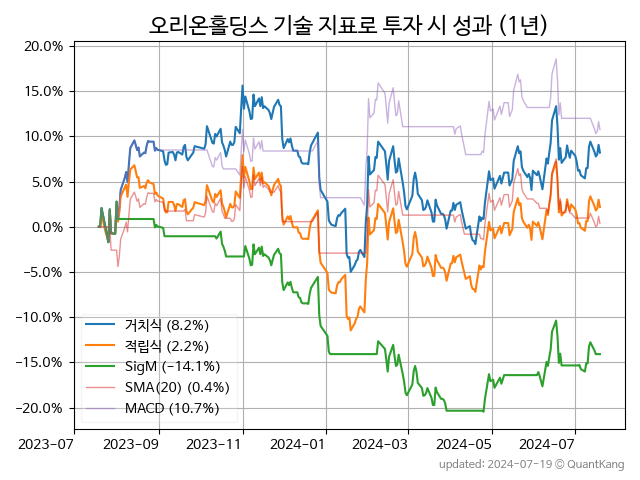 오리온홀딩스 기술 지표로 투자 시 성과 (1년)
20.0%
15.0%
10.0%
5.0%
0.0%
−5.0%
−10.0%
−15.0%
−20.0%
거치식 (8.2%)
적립식 (2.2%)
SigM (−14.1%)
SMA(20) (0.4%)
MACD (10.7%)
2023-07 2023-09 2023-11 2024-01 2024-03 2024-05 2024-07
updated: 2024-07-19 © QuantKang